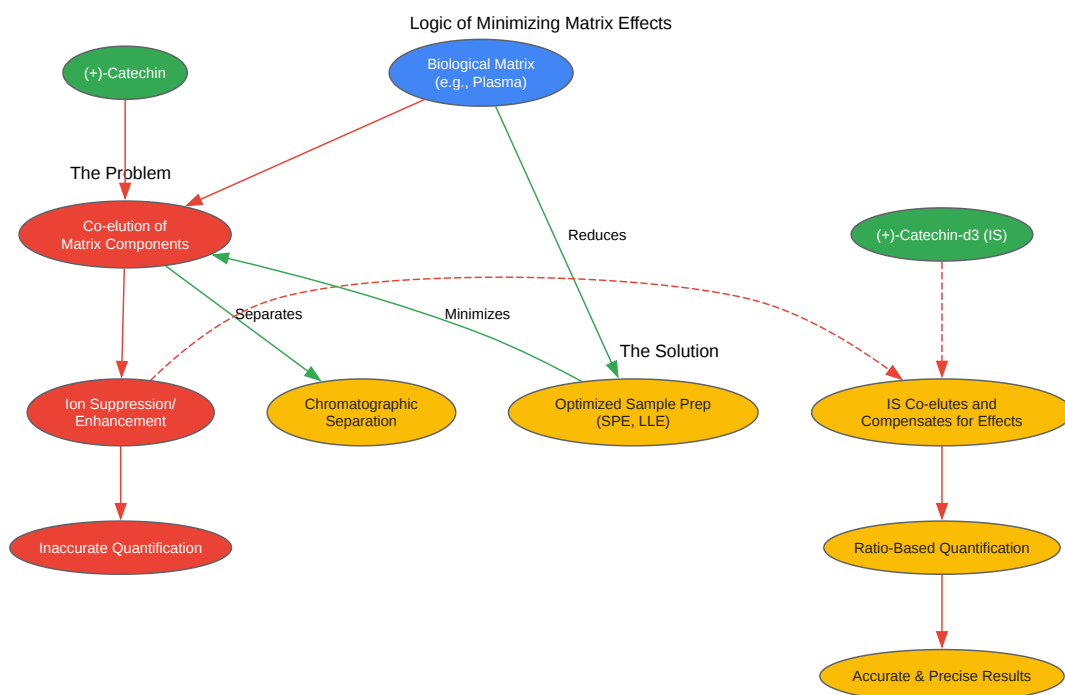 Logic of Minimizing Matrix Effects
(+)-Catechin
Biological Matrix
(e.g., Plasma)
The Problem
Co-elution of
Matrix Components
Reduces
(+)-Catechin-d3 (IS)
Separates
Minimizes
The Solution
Ion Suppression/
Enhancement
Chromatographic
Separation
Optimized Sample Prep
(SPE, LLE)
IS Co-elutes and
Compensates for Effects
Inaccurate Quantification
Ratio-Based Quantification
Accurate & Precise Results